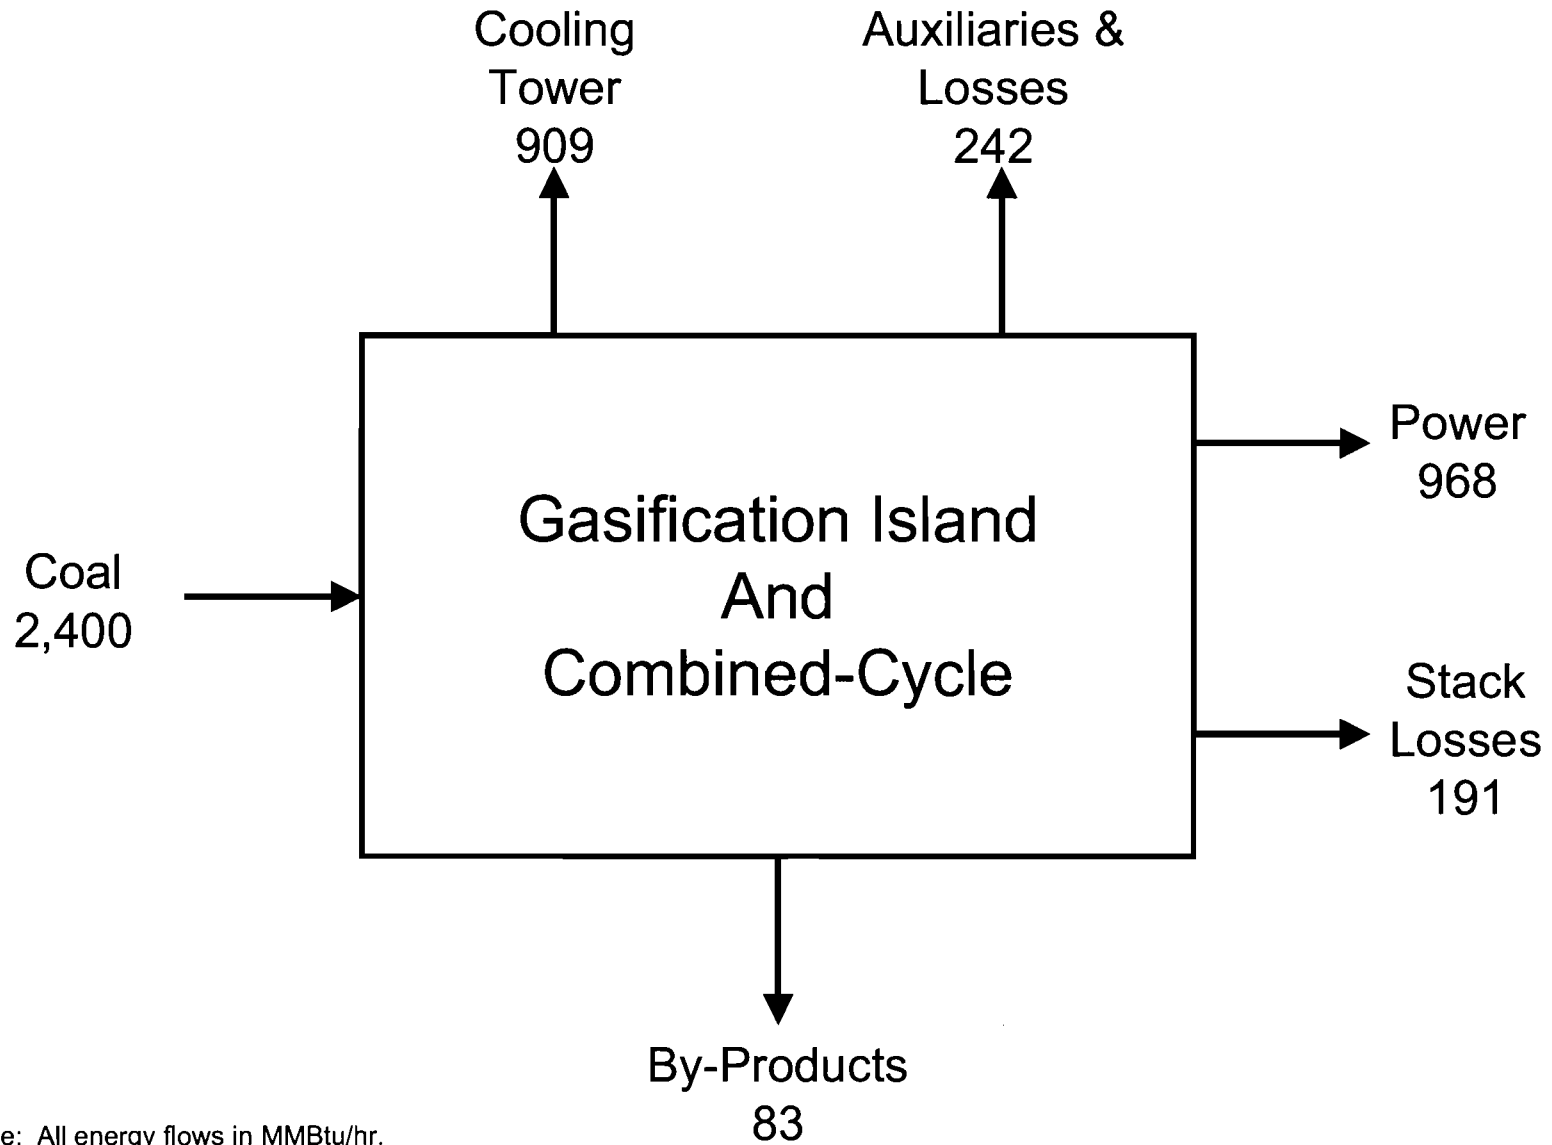 Cooling
Tower
909
Auxiliaries &
Losses
242
Power
968
Gasification Island
And
Combined-Cycle
Coal
2,400
Stack
Losses
191
By-Products
83
e: All energy flows in MMBtu/hr.